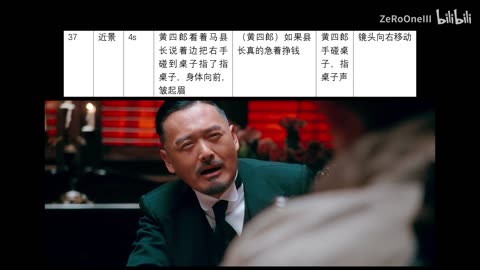 ZeRoOneIII bilibili
37 近景 4s 黄四郎看着马县 （黄四郎）如果县 黄四郎 镜头向右移动
长说着边把右手 长真的急着挣钱 手碰桌
碰到桌子指了指 子，指
桌子，身体向前， 桌子声
皱起眉